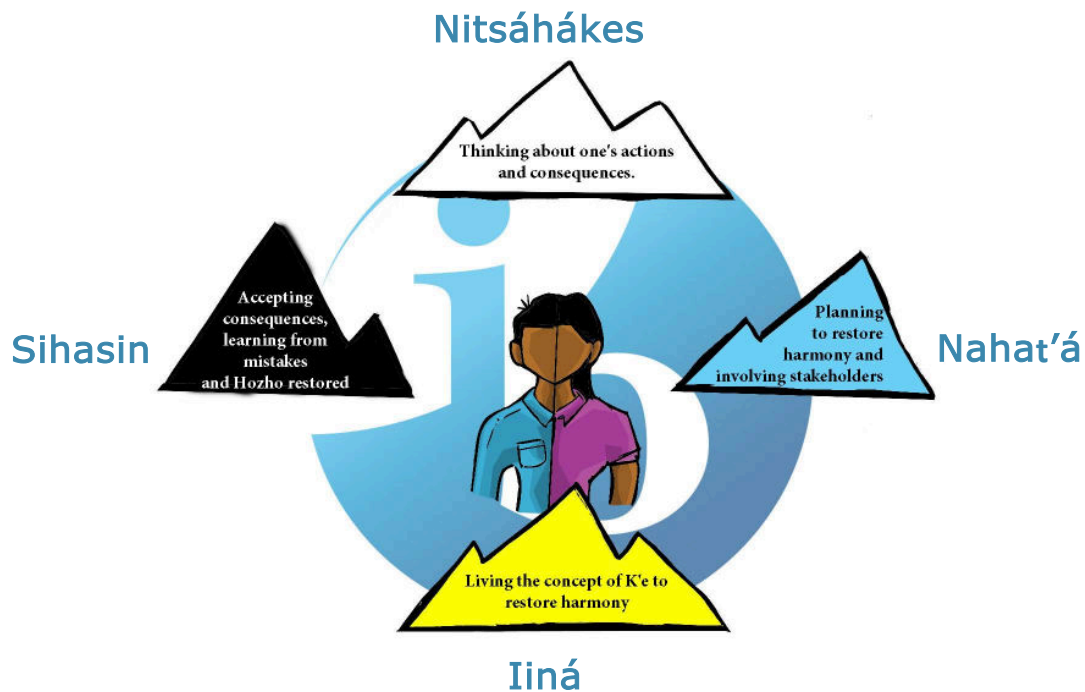 Nitsáhákes
Thinking about one's actions
and consequences.
Accepting
consequences,
learning from
mistakes
and Hozho restored
Sihasin
Planning
to restore
harmony and
involving stakeholders
Nahat’á
ib
Living the concept of K'e to
restore harmony
Iiná